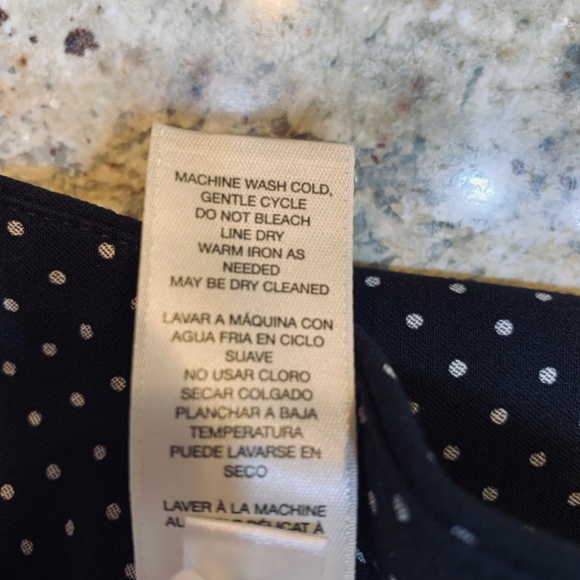 MACHINE WASH COLD,
GENTLE CYCLE
DO NOT BLEACH
LINE DRY
WARM IRON AS
NEEDED
MAY BE DRY CLEANED
LAVAR A MÁQUINA CON
AGUA FRIA EN CICLO
SUAVE
NO USAR CLORO
SECAR COLGADO
PLANCHAR A BAJA
TEMPERATURA
PUEDE LAVARSE EN
SECO
LAVER À LA MACHINE
DÉLICAT À